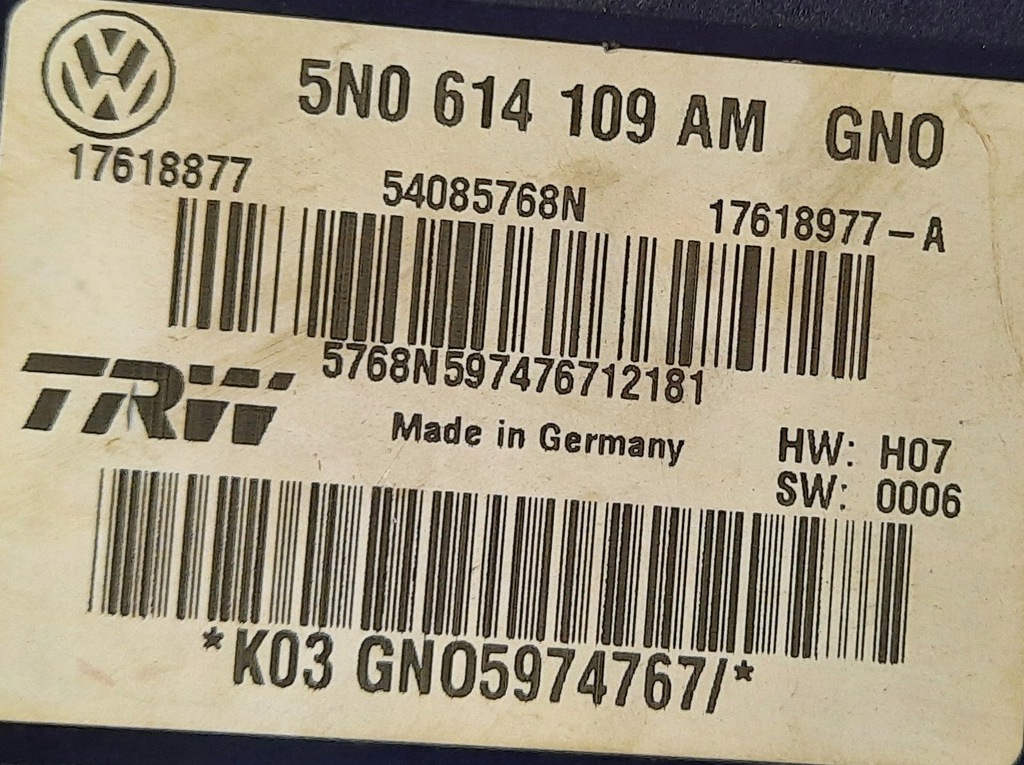 5N0 614 109 AM GNO
17618877 54085768N 17618977-A
5768N597476712181
TRW Made in Germany HW: H07
SW: 0006
*K03 GNO5974767/*